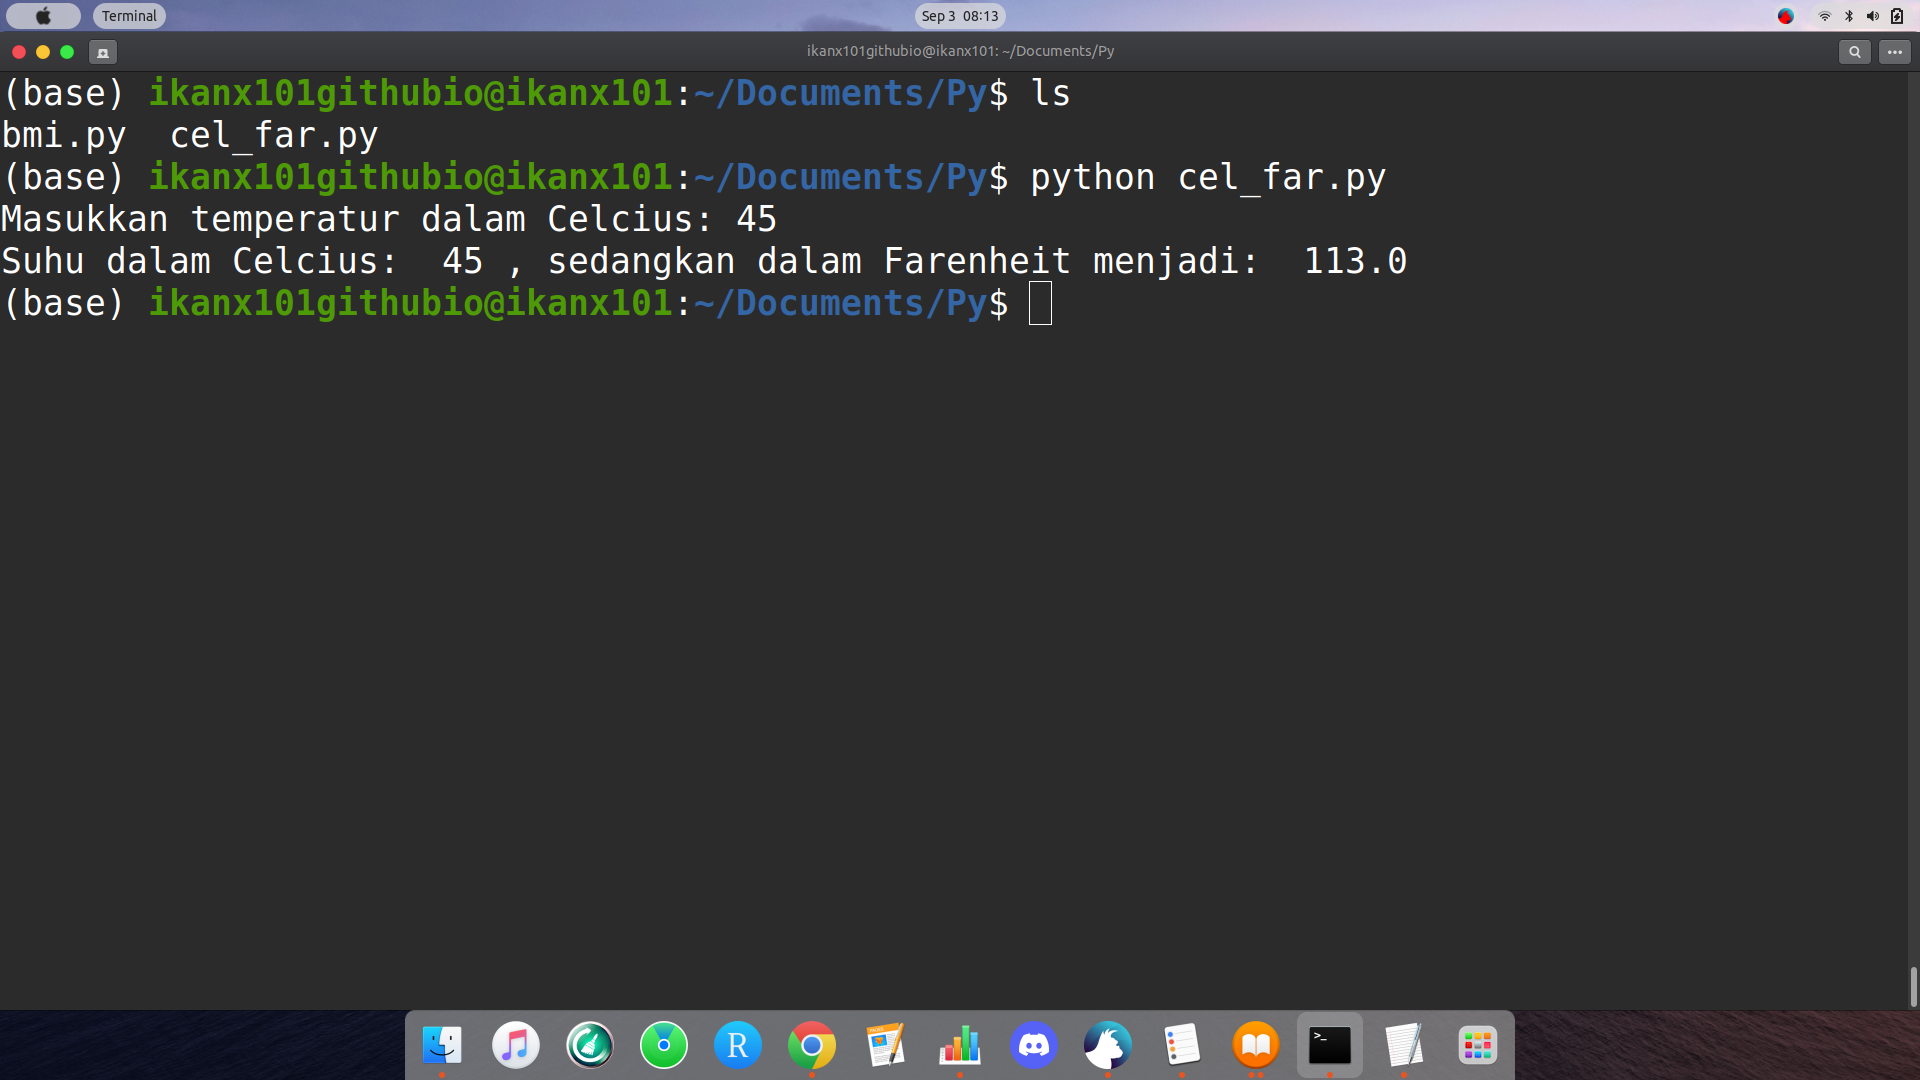 Terminal
Sep 3 08:13
ikanx101githubio@ikanx101: ~/Documents/Py
(base) ikanx101githubio@ikanx101:~/Documents/Py$ ls
bmi.py  cel_far.py
(base) ikanx101githubio@ikanx101:~/Documents/Py$ python cel_far.py
Masukkan temperatur dalam Celcius: 45
Suhu dalam Celcius:  45 , sedangkan dalam Farenheit menjadi:  113.0
(base) ikanx101githubio@ikanx101:~/Documents/Py$
R
>_